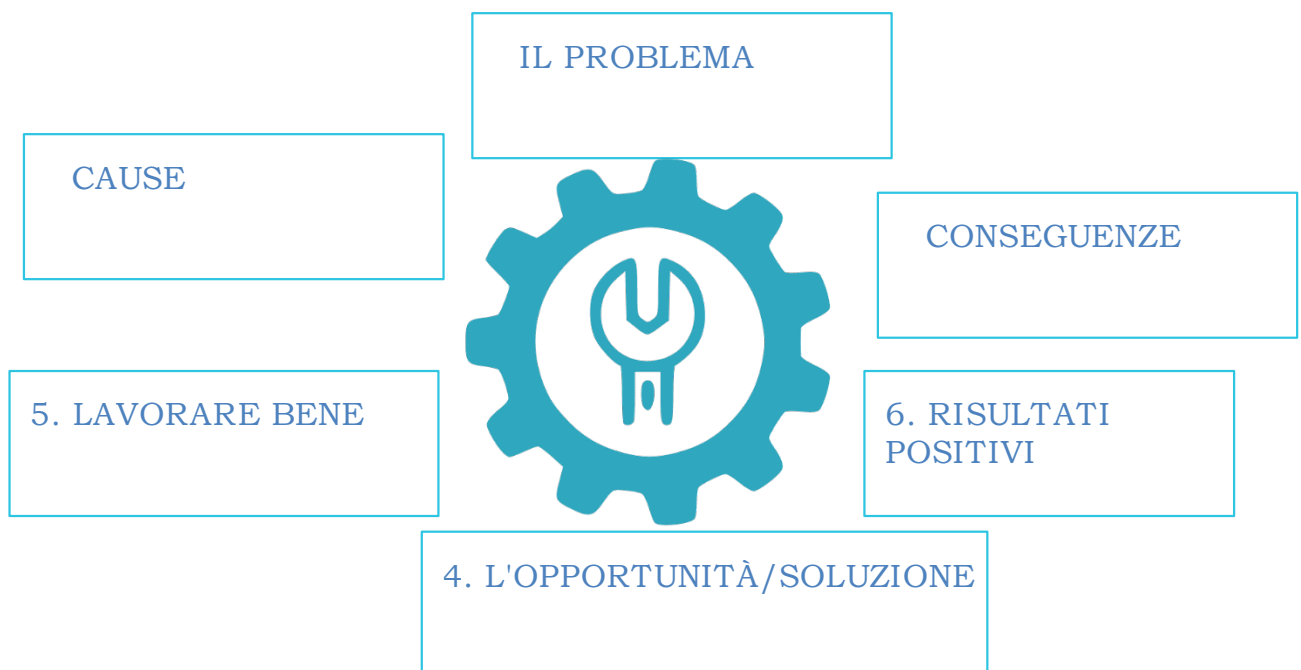 IL PROBLEMA
CAUSE
CONSEGUENZE
5. LAVORARE BENE
6. RISULTATI
POSITIVI
4. L'OPPORTUNITÀ/SOLUZIONE